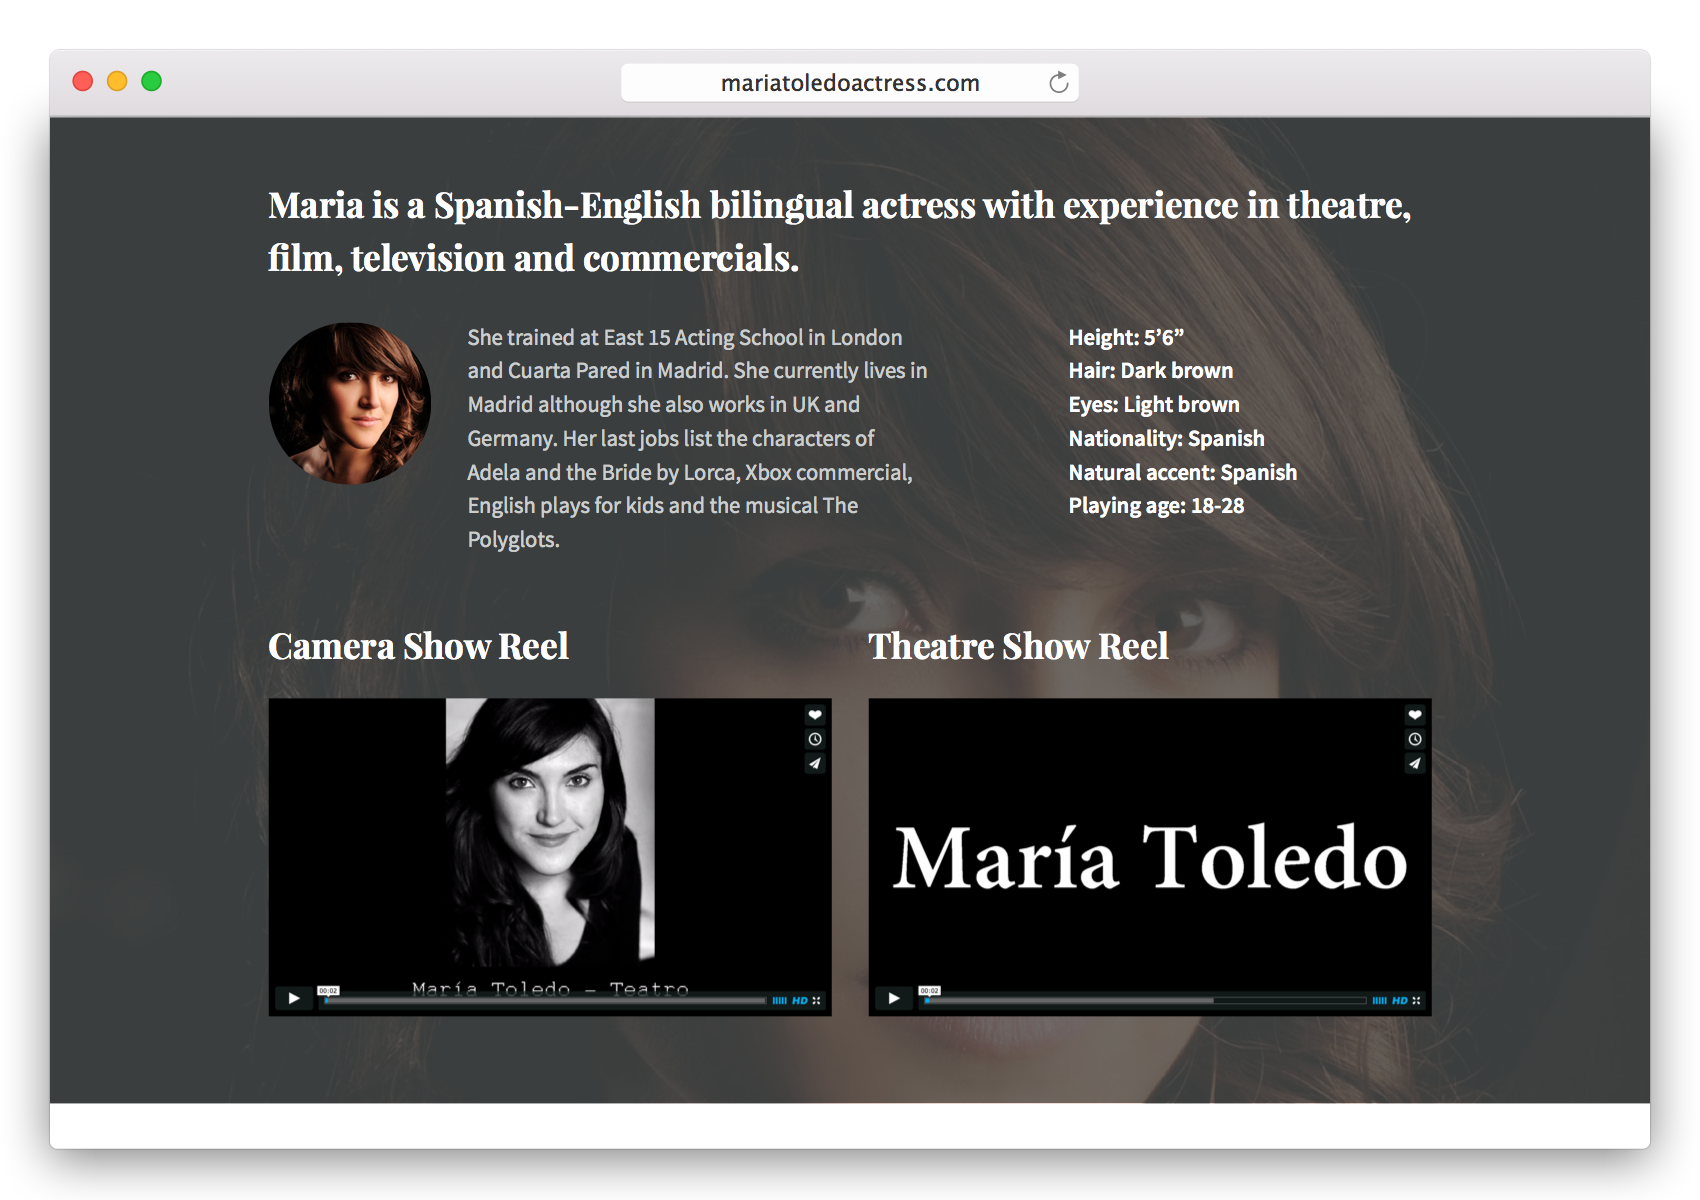 mariatoledoactress.com
Maria is a Spanish-English bilingual actress with experience in theatre,
film, television and commercials.
She trained at East 15 Acting School in London
and Cuarta Pared in Madrid. She currently lives in
Madrid although she also works in UK and
Germany. Her last jobs list the characters of
Adela and the Bride by Lorca, Xbox commercial,
English plays for kids and the musical The
Polyglots.
Height: 5’6”
Hair: Dark brown
Eyes: Light brown
Nationality: Spanish
Natural accent: Spanish
Playing age: 18-28
Camera Show Reel
Theatre Show Reel
María Toledo – Teatro
00:02
HD
María Toledo
00:02
HD